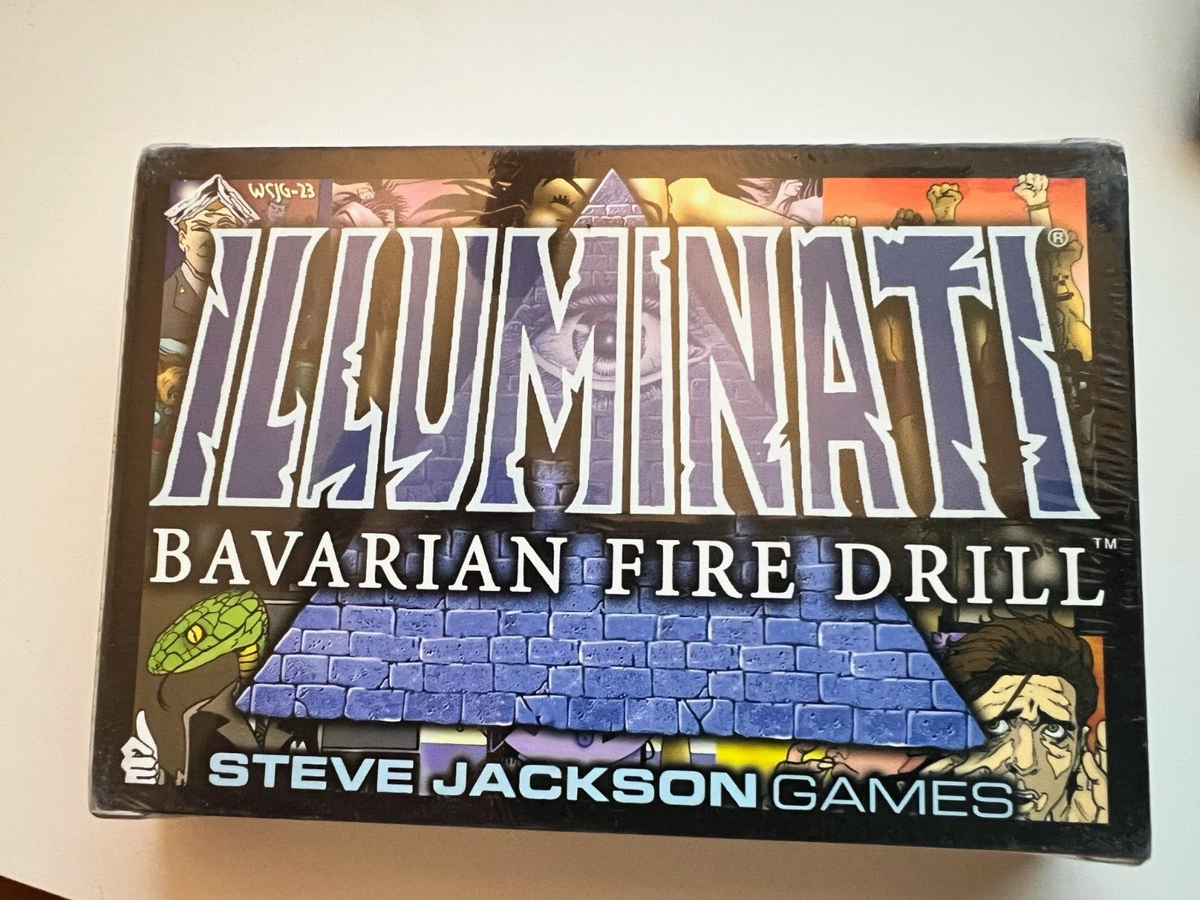 WSJG-23
ILLUMINATI®
BAVARIAN FIRE DRILL™
STEVE JACKSON GAMES